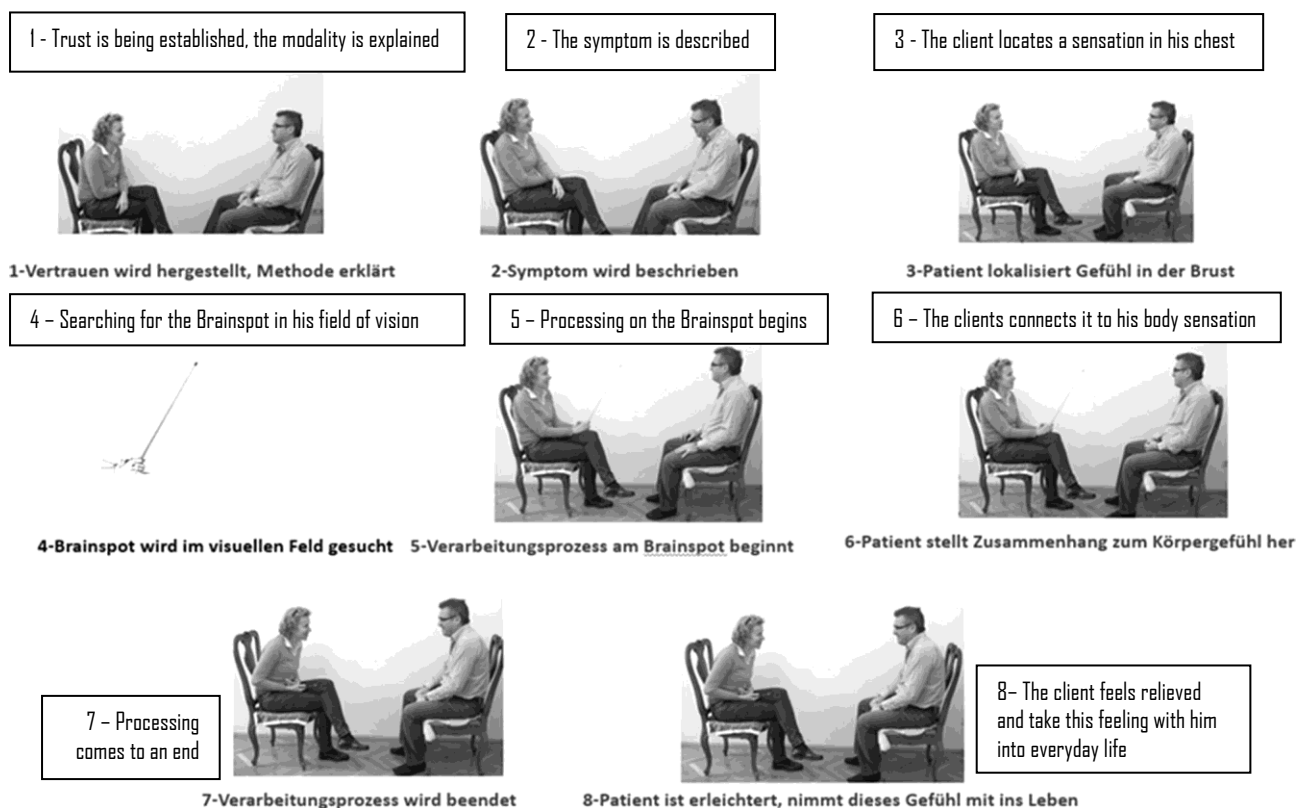 1 - Trust is being established, the modality is explained
2 - The symptom is described
3 - The client locates a sensation in his chest
1-Vertrauen wird hergestellt, Methode erklärt
2-Symptom wird beschrieben
3-Patient lokalisiert Gefühl in der Brust
4 – Searching for the Brainspot in his field of vision
5 – Processing on the Brainspot begins
6 – The clients connects it to his body sensation
4-Brainspot wird im visuellen Feld gesucht
5-Verarbeitungsprozess am Brainspot beginnt
6-Patient stellt Zusammenhang zum Körpergefühl her
7 – Processing
comes to an end
8– The client feels relieved
and take this feeling with him
into everyday life
7-Verarbeitungsprozess wird beendet
8-Patient ist erleichtert, nimmt dieses Gefühl mit ins Leben